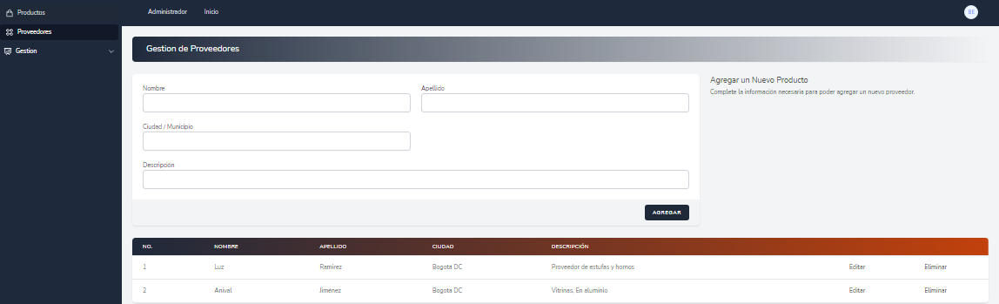 Productos
Proveedores
Gestion
Administrador Inicio BE
Gestion de Proveedores
Nombre Apellido
Ciudad / Municipio
Descripción
AGREGAR
Agregar un Nuevo Producto
Complete la información necesaria para poder agregar un nuevo proveedor.
NO. NOMBRE APELLIDO CIUDAD DESCRIPCIÓN
1 Luz Ramirez Bogotá DC Proveedor de estufas y hornos Editar Eliminar
2 Anival Jiménez Bogotá DC Vitrinas, En aluminio Editar Eliminar